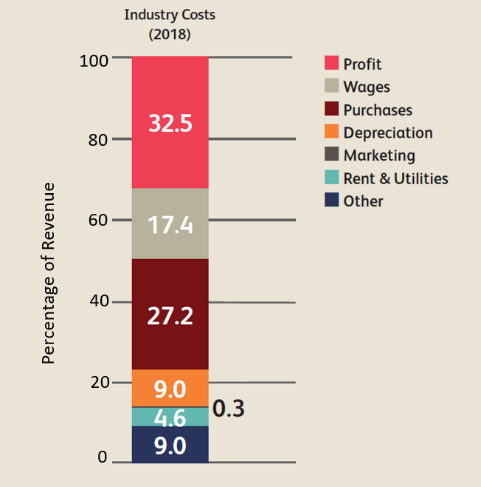 Industry Costs
(2018)
Percentage of Revenue
100
80
60
40
20
0
32.5
17.4
27.2
9.0
0.3
4.6
9.0
Profit
Wages
Purchases
Depreciation
Marketing
Rent & Utilities
Other